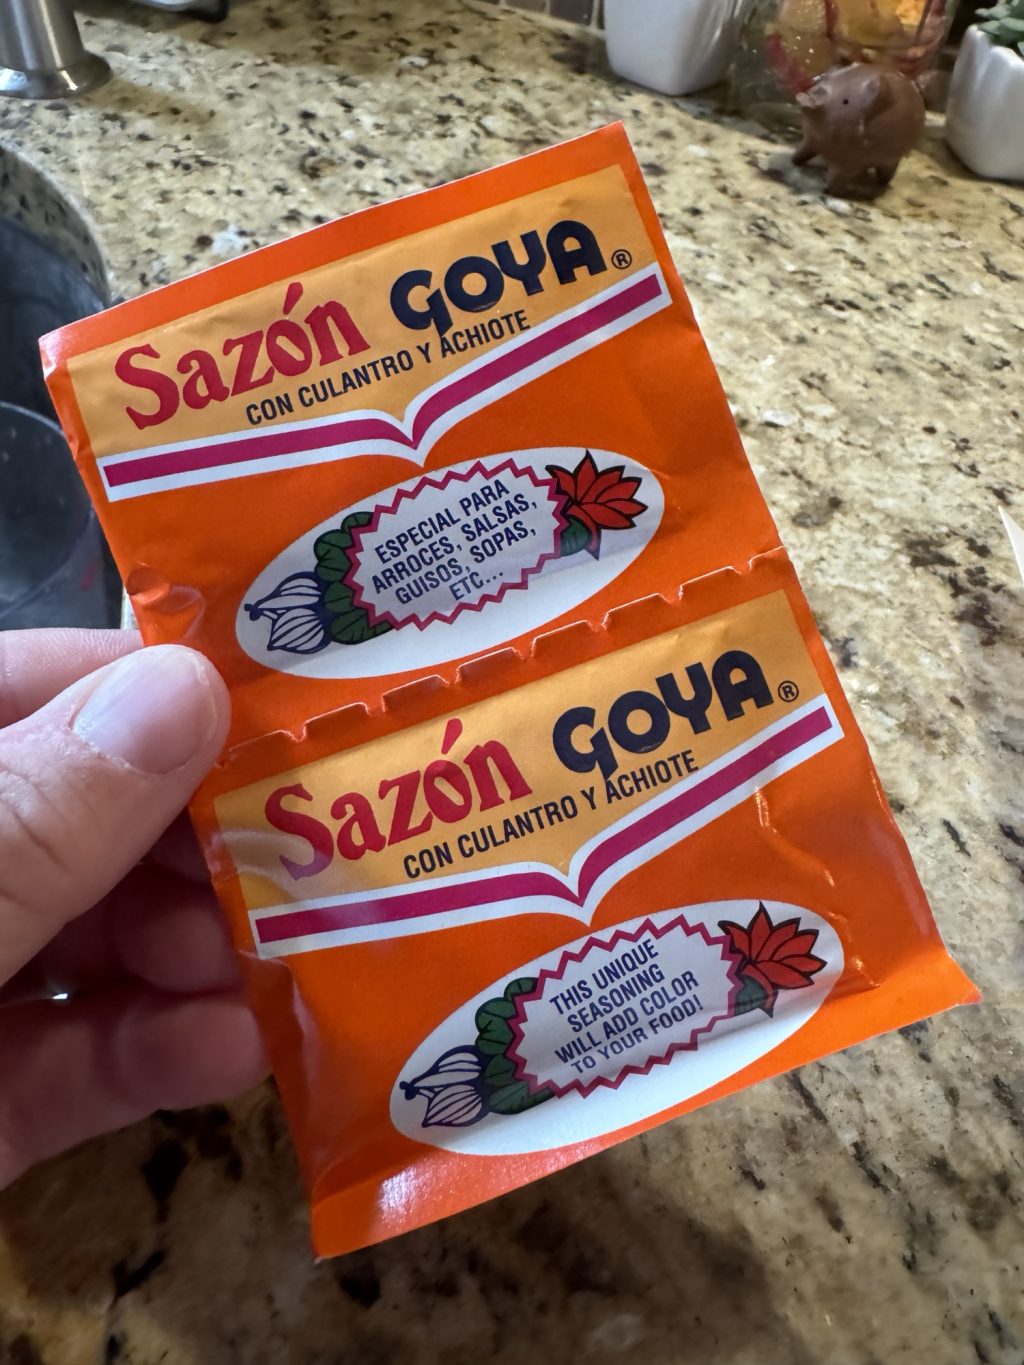 Sazón GOYA®
CON CULANTRO Y ACHIOTE
ESPECIAL PARA
ARROCES, SALSAS,
GUISOS, SOPAS,
ETC...
Sazón GOYA®
CON CULANTRO Y ACHIOTE
THIS UNIQUE
SEASONING
WILL ADD COLOR
TO YOUR FOOD!